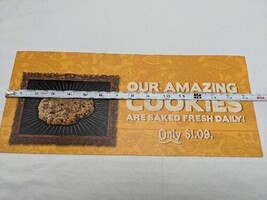 OUR AMAZING
COOKIES
ARE BAKED FRESH DAILY!
Only $1.09.